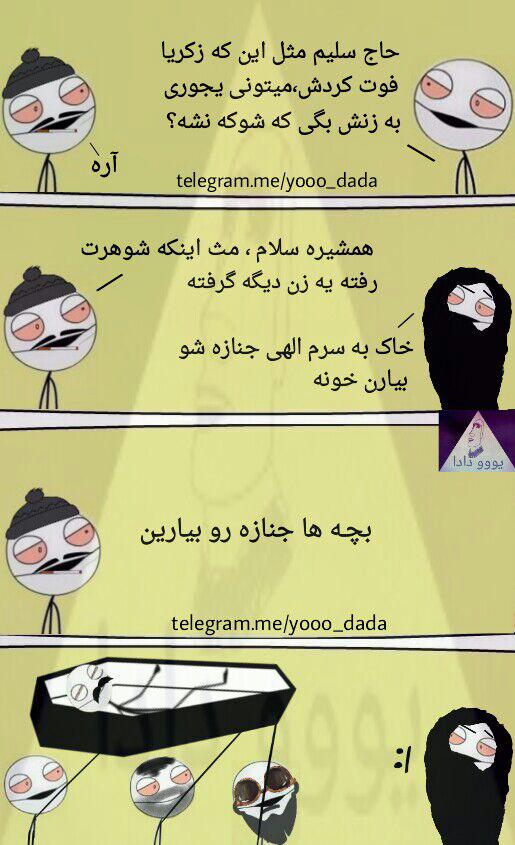 حاج سلیم مثل این که زکریا
فوت کردش،میتونی یجوری
به زنش بگی که شوکه نشه؟
آره
telegram.me/yooo_dada
همشیره سلام ، مث اینکه شوهرت
رفته یه زن دیگه گرفته
خاک به سرم الهی جنازه شو
بیارن خونه
یووو دادا
بچه ها جنازه رو بیارین
telegram.me/yooo_dada
یووو دادا
:|